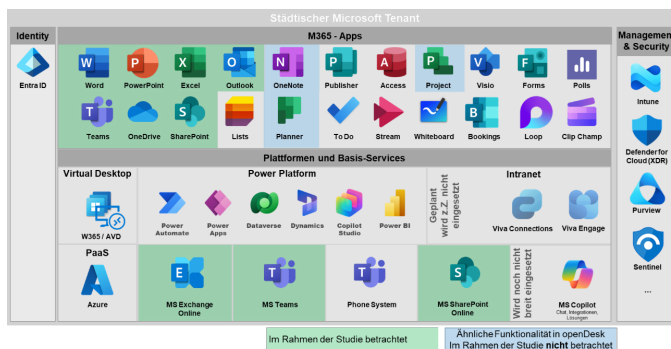 Städtischer Microsoft Tenant
Identity
M365 - Apps
Management
& Security
Entra ID
Word
PowerPoint
Excel
Outlook
OneNote
Publisher
Access
Project
Visio
Forms
Polls
Teams
OneDrive
SharePoint
Lists
Planner
To Do
Stream
Whiteboard
Bookings
Loop
Clip Champ
Intune
Defender for
Cloud (XDR)
Purview
Sentinel
...
Plattformen und Basis-Services
Virtual Desktop
W365 / AVD
Power Platform
Power
Automate
Power
Apps
Dataverse
Dynamics
Copilot
Studio
Power BI
Geplant
wird z.Z. nicht
eingesetzt
Intranet
Viva Connections
Viva Engage
PaaS
Azure
MS Exchange
Online
MS Teams
Phone System
MS SharePoint
Online
Wird noch nicht
breit eingesetzt
MS Copilot
Chat, Integrationen,
Lösungen
Im Rahmen der Studie betrachtet
Ähnliche Funktionalität in openDesk
Im Rahmen der Studie nicht betrachtet